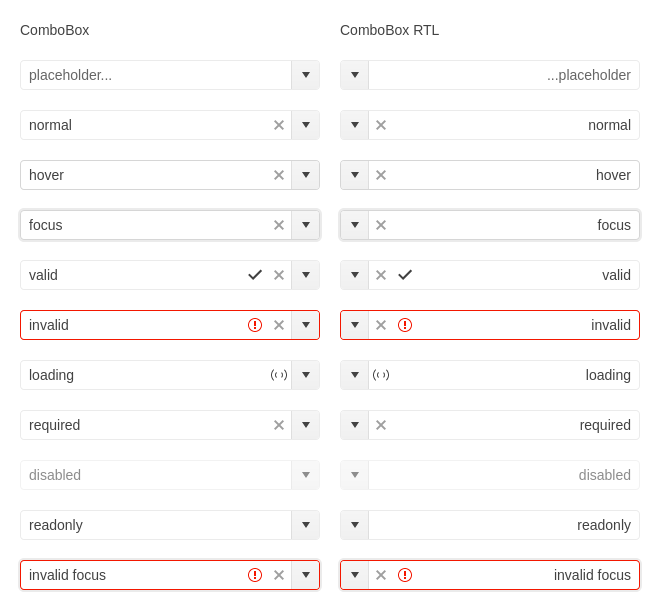 ComboBox
placeholder...
normal
hover
focus
valid
invalid
loading
required
disabled
readonly
invalid focus
ComboBox RTL
...placeholder
normal
hover
focus
valid
invalid
loading
required
disabled
readonly
invalid focus